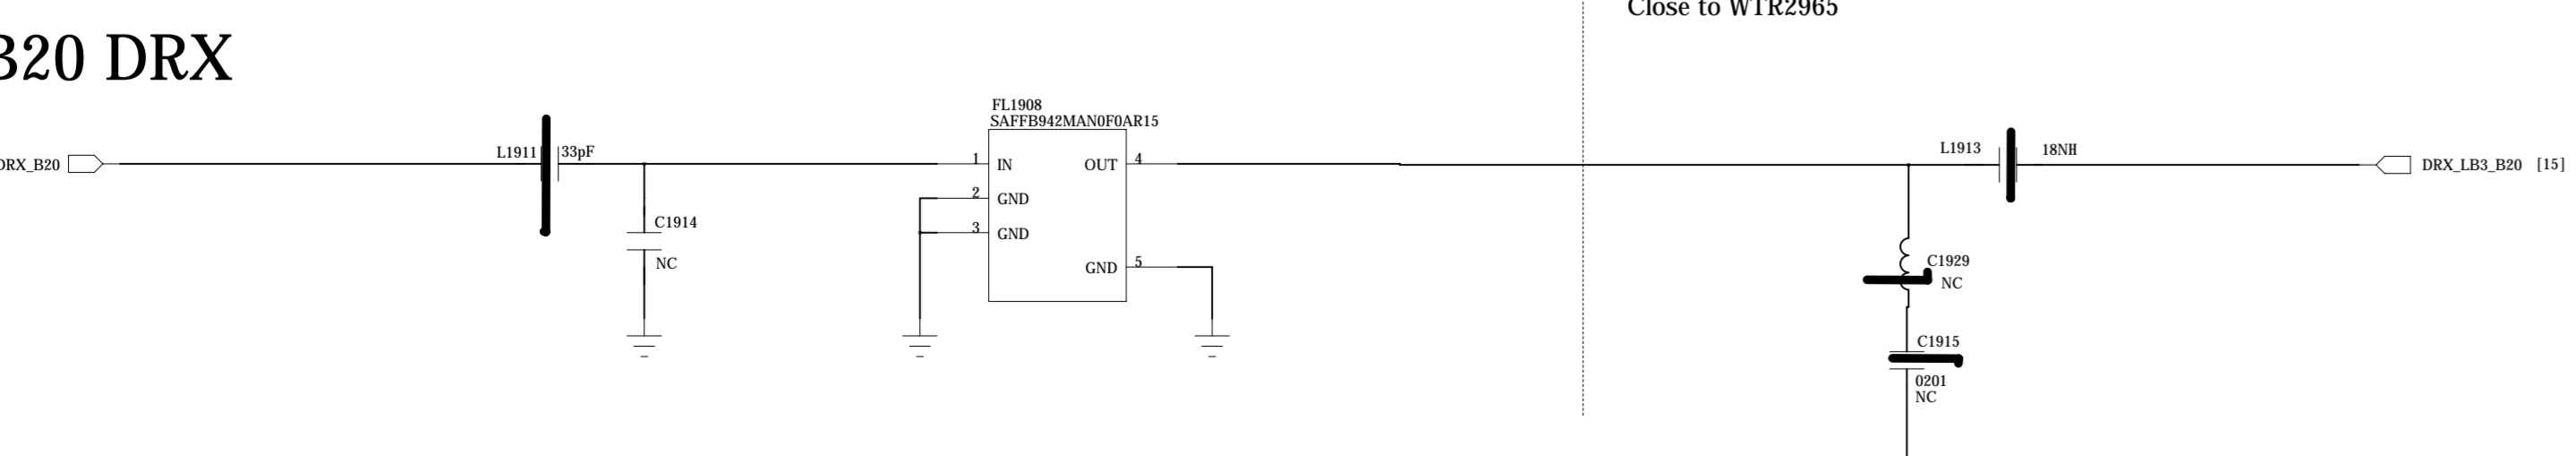 Close to WTR2965
B20 DRX
FL1908
SAFFB942MAN0F0AR15
DRX_B20
L1911
33pF
1
IN
OUT
4
2
GND
3
GND
GND
5
C1914
NC
L1913
18NH
DRX_LB3_B20 [15]
C1929
NC
C1915
0201
NC